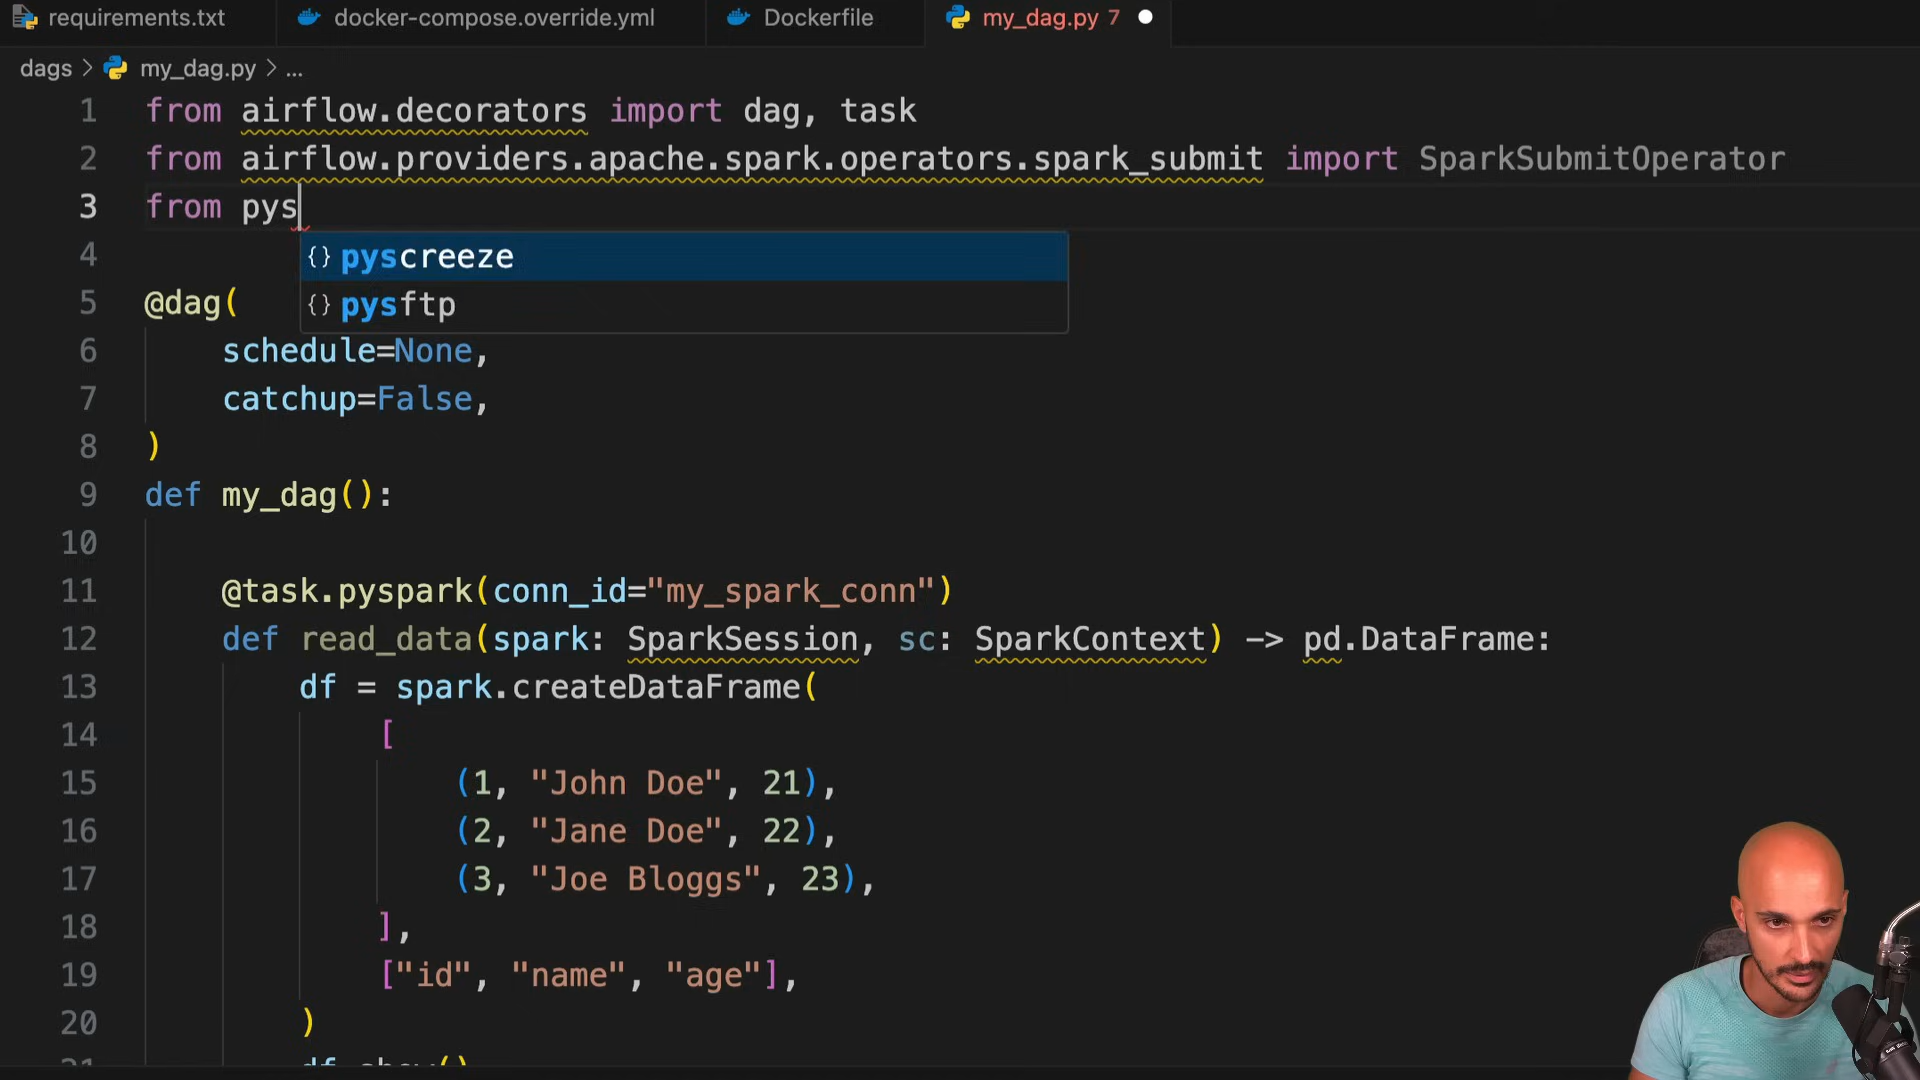 requirements.txt docker-compose.override.yml Dockerfile my_dag.py 7
dags > my_dag.py > ...
1 from airflow.decorators import dag, task
2 from airflow.providers.apache.spark.operators.spark_submit import SparkSubmitOperator
3 from pys
{} pyscreeze
4
{} pysftp
5 @dag(
6 schedule=None,
7 catchup=False,
8 )
9 def my_dag():
10
11 @task.pyspark(conn_id="my_spark_conn")
12 def read_data(spark: SparkSession, sc: SparkContext) -> pd.DataFrame:
13 df = spark.createDataFrame(
14 [
15 (1, "John Doe", 21),
16 (2, "Jane Doe", 22),
17 (3, "Joe Bloggs", 23),
18 ],
19 ["id", "name", "age"],
20 )
21 df.show()